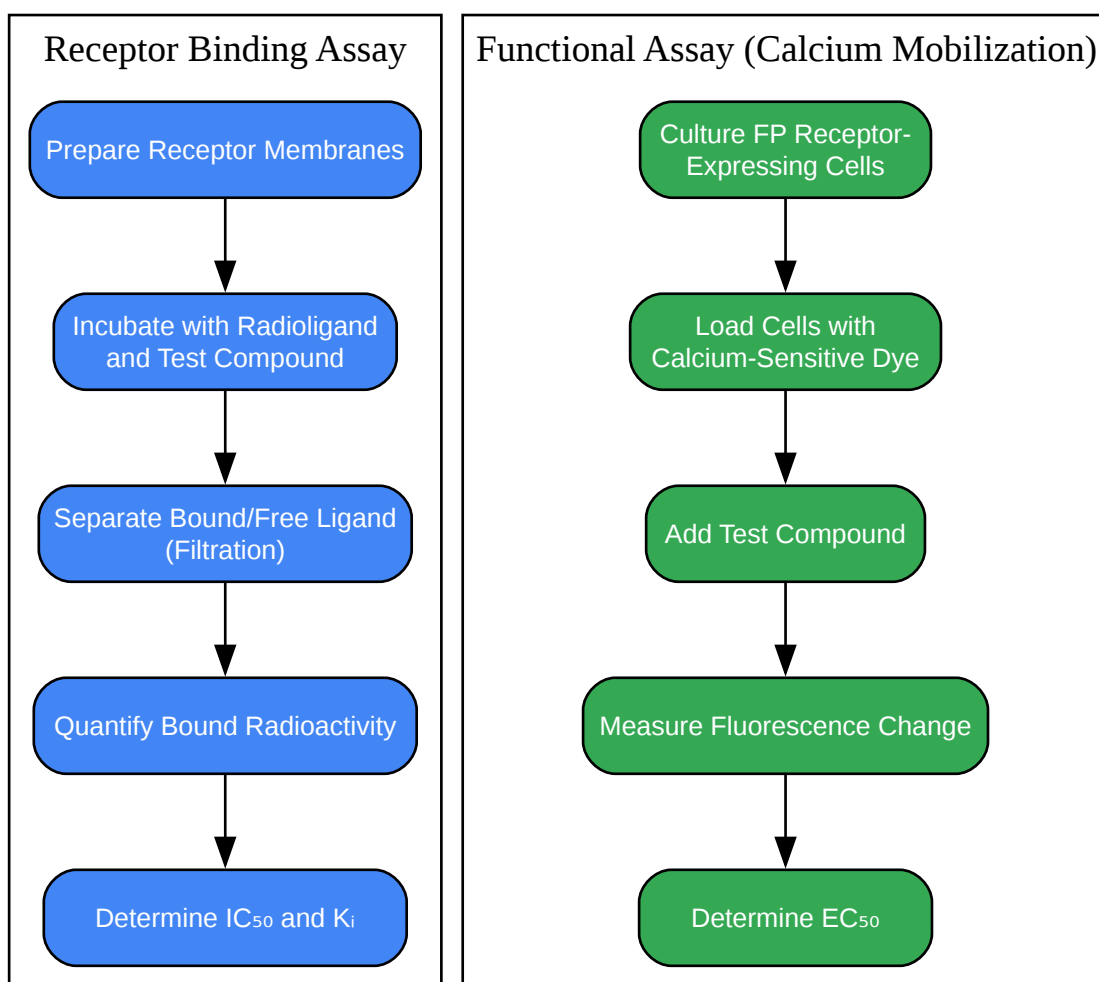 Receptor Binding Assay
Prepare Receptor Membranes
Incubate with Radioligand
and Test Compound
Separate Bound/Free Ligand
(Filtration)
Quantify Bound Radioactivity
Determine IC₅₀ and Kᵢ
Functional Assay (Calcium Mobilization)
Culture FP Receptor-
Expressing Cells
Load Cells with
Calcium-Sensitive Dye
Add Test Compound
Measure Fluorescence Change
Determine EC₅₀